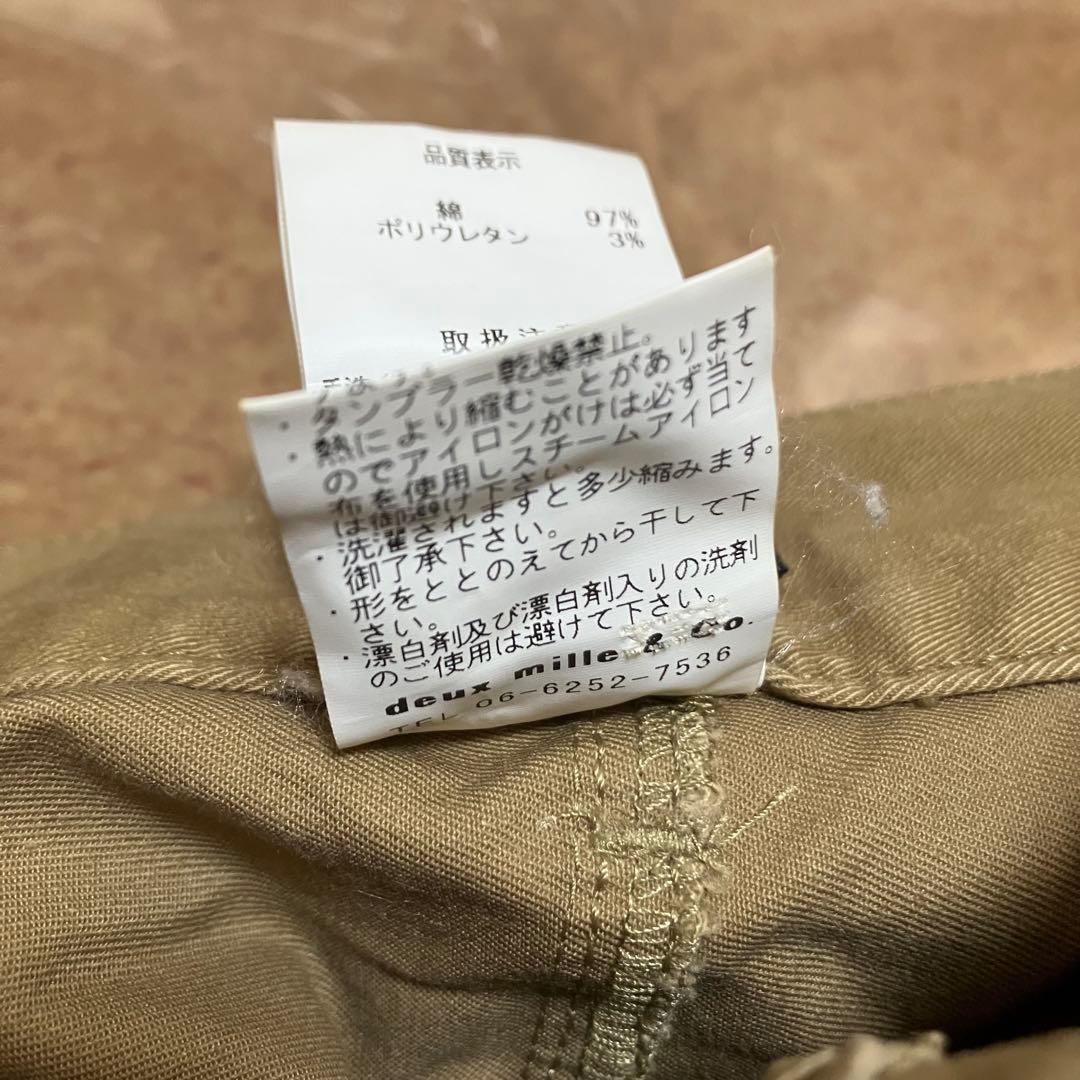 品質表示
綿 97%
ポリウレタン 3%
取扱注
・タンブラー乾燥禁止。
・熱により縮むことがあります
のでアイロンがけは必ず当て
布を使用しスチームアイロン
は御避け下さい。
・洗濯されますと多少縮みます。
御了承下さい。
・形をととのえてから干して下
さい。
・漂白剤及び漂白剤入りの洗剤
のご使用は避けて下さい。
deux mille & Co.
TEL 06-6252-7536